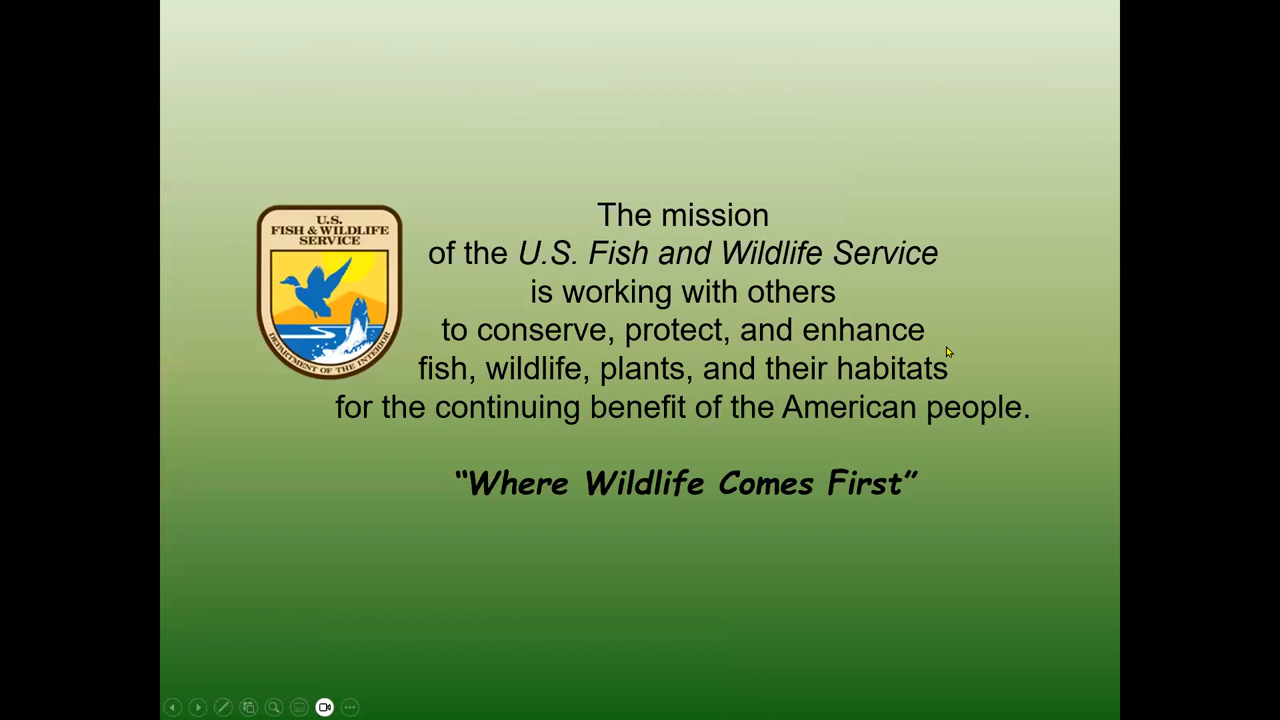 U.S.
FISH & WILDLIFE
SERVICE
DEPARTMENT OF THE INTERIOR
The mission
of the U.S. Fish and Wildlife Service
is working with others
to conserve, protect, and enhance
fish, wildlife, plants, and their habitats
for the continuing benefit of the American people.
“Where Wildlife Comes First”